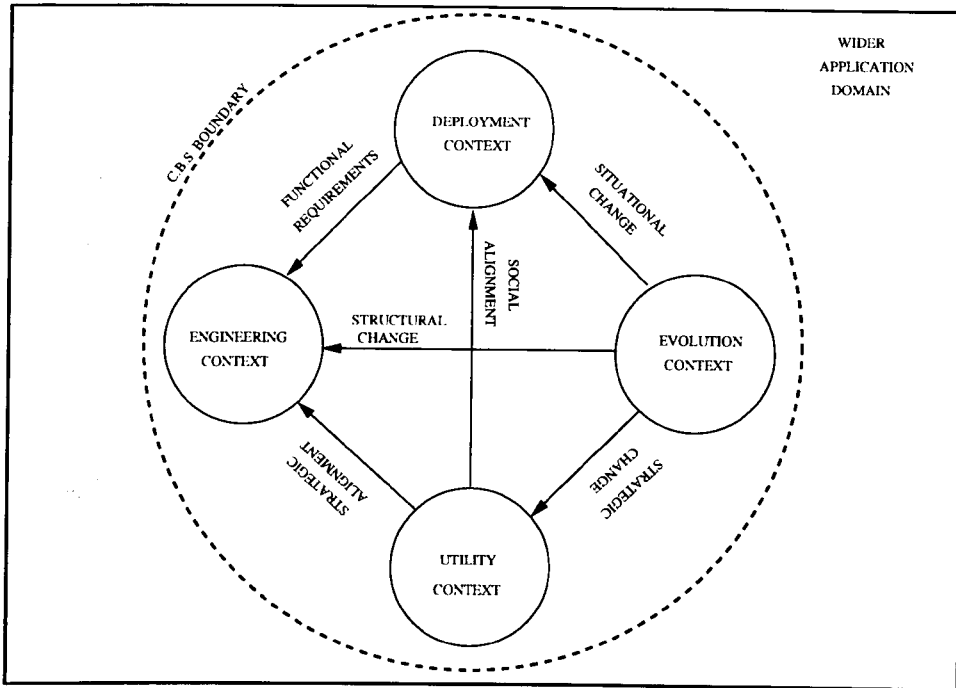 WIDER
APPLICATION
DOMAIN
C.B.S BOUNDARY
DEPLOYMENT
CONTEXT
FUNCTIONAL
REQUIREMENTS
SITUATIONAL
CHANGE
SOCIAL
ALIGNMENT
ENGINEERING
CONTEXT
STRUCTURAL
CHANGE
EVOLUTION
CONTEXT
STRATEGIC
ALIGNMENT
STRATEGIC
CHANGE
UTILITY
CONTEXT